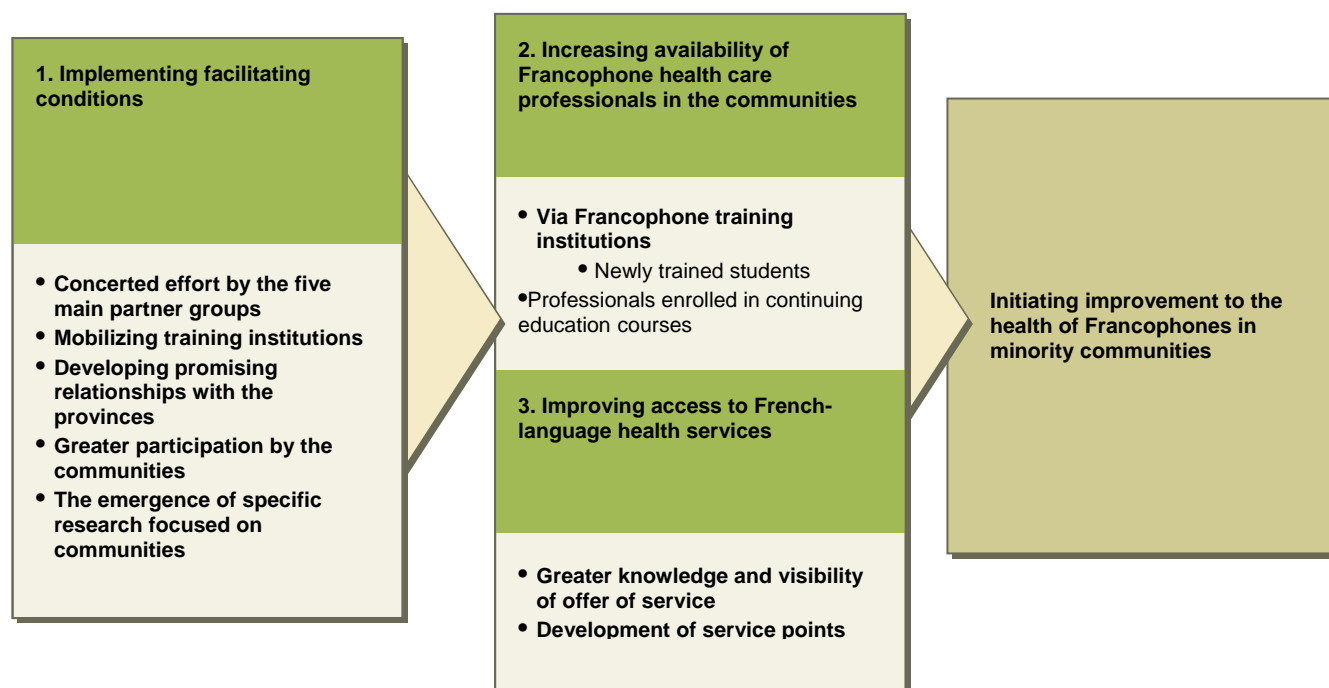 1. Implementing facilitating
conditions
• Concerted effort by the five
main partner groups
• Mobilizing training institutions
• Developing promising
relationships with the
provinces
• Greater participation by the
communities
• The emergence of specific
research focused on
communities
2. Increasing availability of
Francophone health care
professionals in the communities
• Via Francophone training
institutions
• Newly trained students
•Professionals enrolled in continuing
education courses
3. Improving access to French-
language health services
• Greater knowledge and visibility
of offer of service
• Development of service points
Initiating improvement to the
health of Francophones in
minority communities